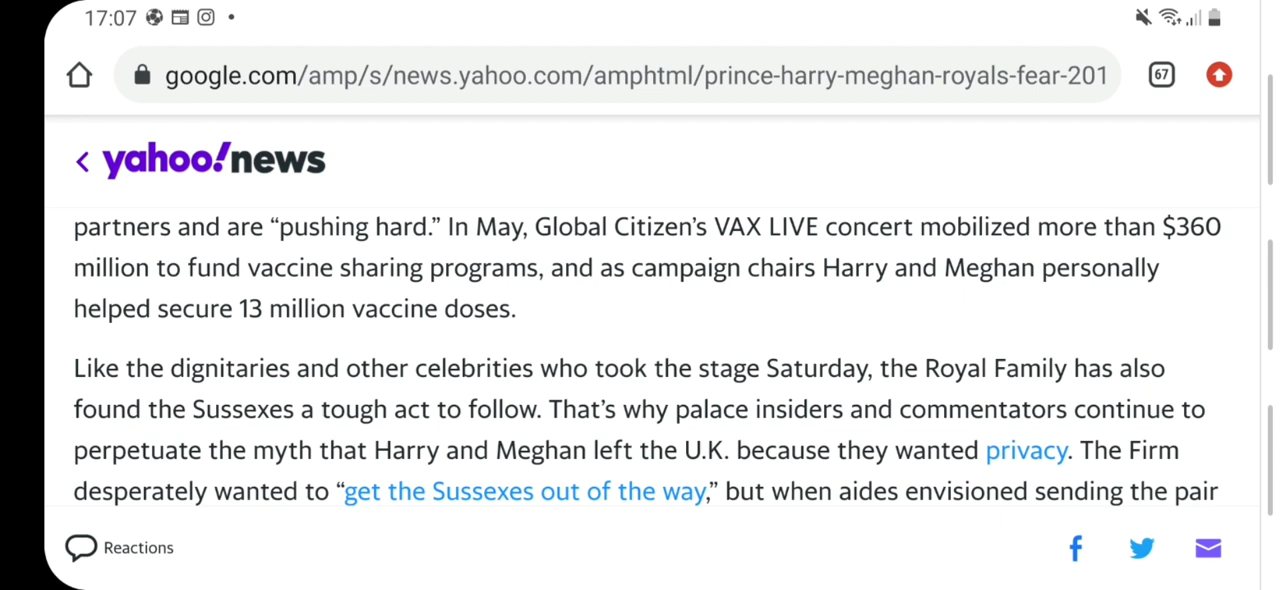 17:07
google.com/amp/s/news.yahoo.com/amphtml/prince-harry-meghan-royals-fear-201
67
yahoo!news
partners and are “pushing hard.” In May, Global Citizen’s VAX LIVE concert mobilized more than $360
million to fund vaccine sharing programs, and as campaign chairs Harry and Meghan personally
helped secure 13 million vaccine doses.
Like the dignitaries and other celebrities who took the stage Saturday, the Royal Family has also
found the Sussexes a tough act to follow. That’s why palace insiders and commentators continue to
perpetuate the myth that Harry and Meghan left the U.K. because they wanted privacy. The Firm
desperately wanted to “get the Sussexes out of the way,” but when aides envisioned sending the pair
Reactions